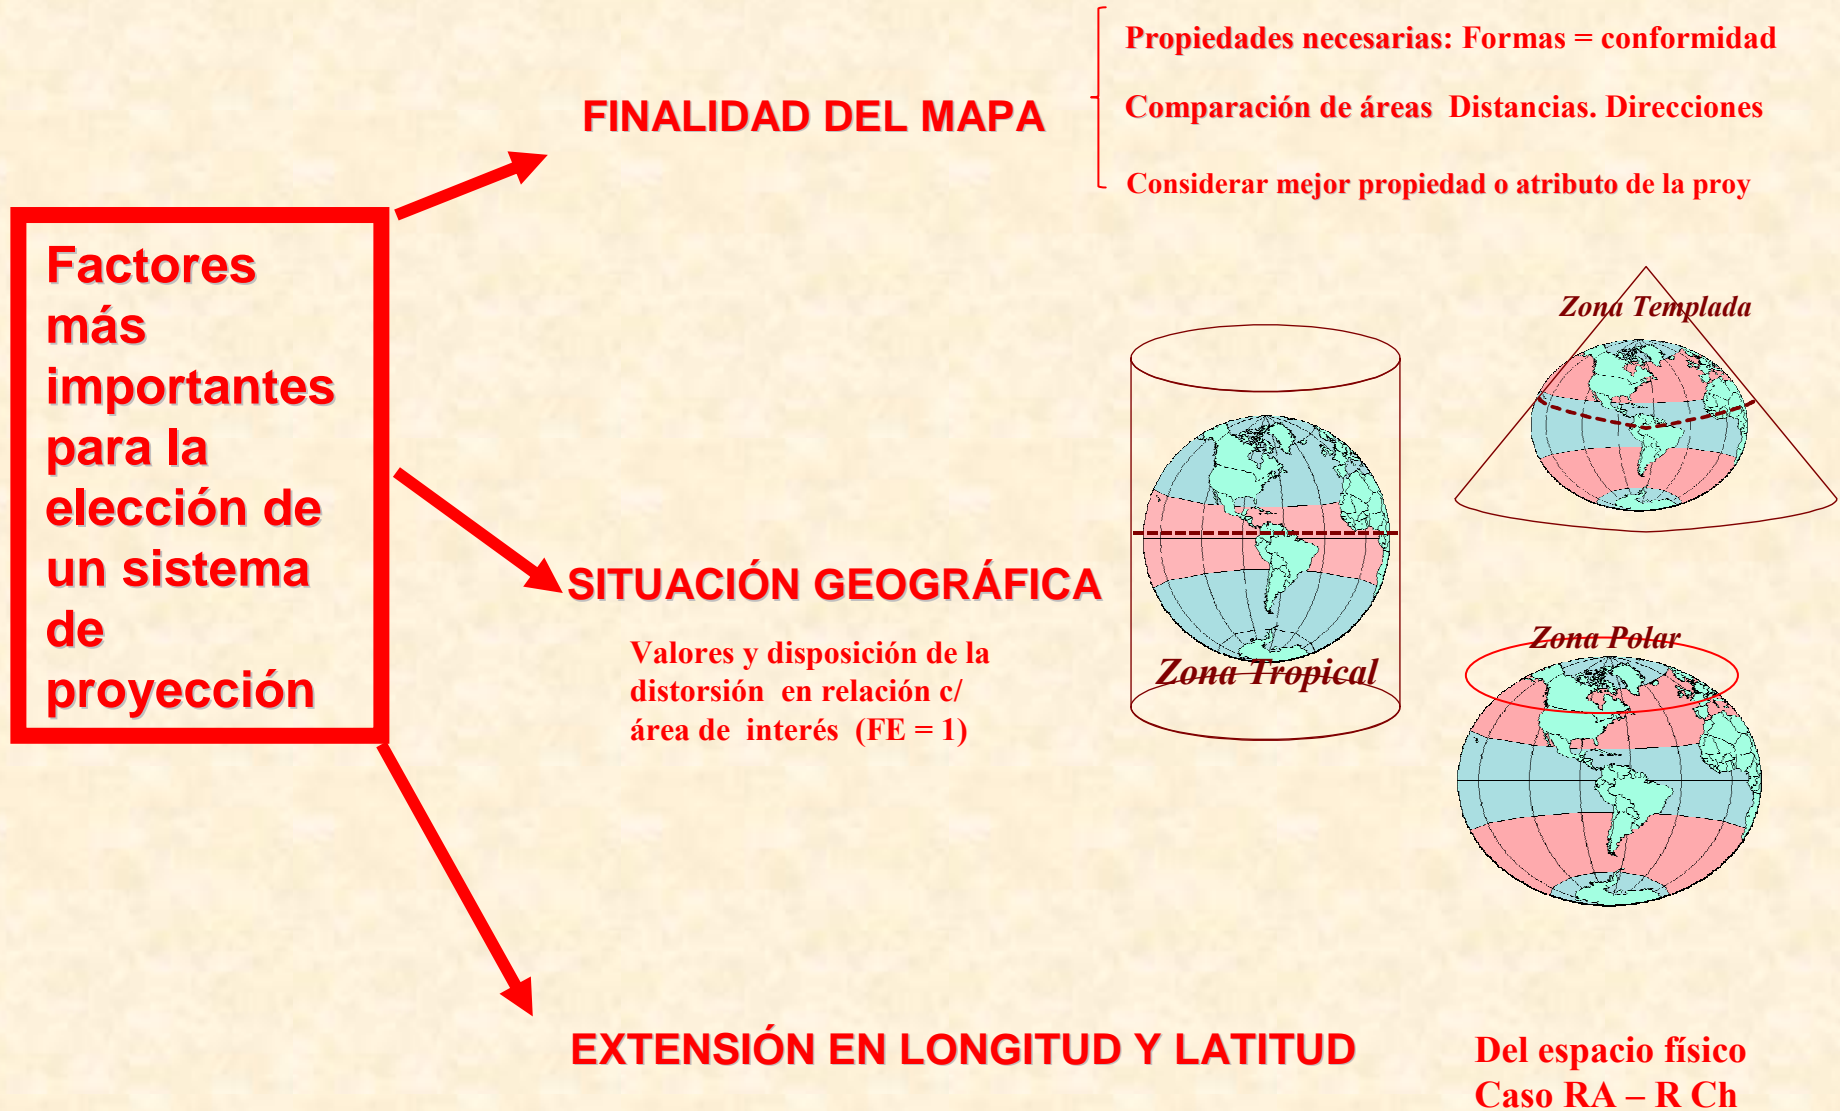 Factores
más
importantes
para la
elección de
un sistema
de
proyección
FINALIDAD DEL MAPA
Propiedades necesarias: Formas = conformidad
Comparación de áreas  Distancias. Direcciones
Considerar mejor propiedad o atributo de la proy
SITUACIÓN GEOGRÁFICA
Valores y disposición de la
distorsión  en relación c/
área de  interés  (FE = 1)
Zona Tropical
Zona Templada
Zona Polar
EXTENSIÓN EN LONGITUD Y LATITUD
Del espacio físico
Caso RA – R Ch